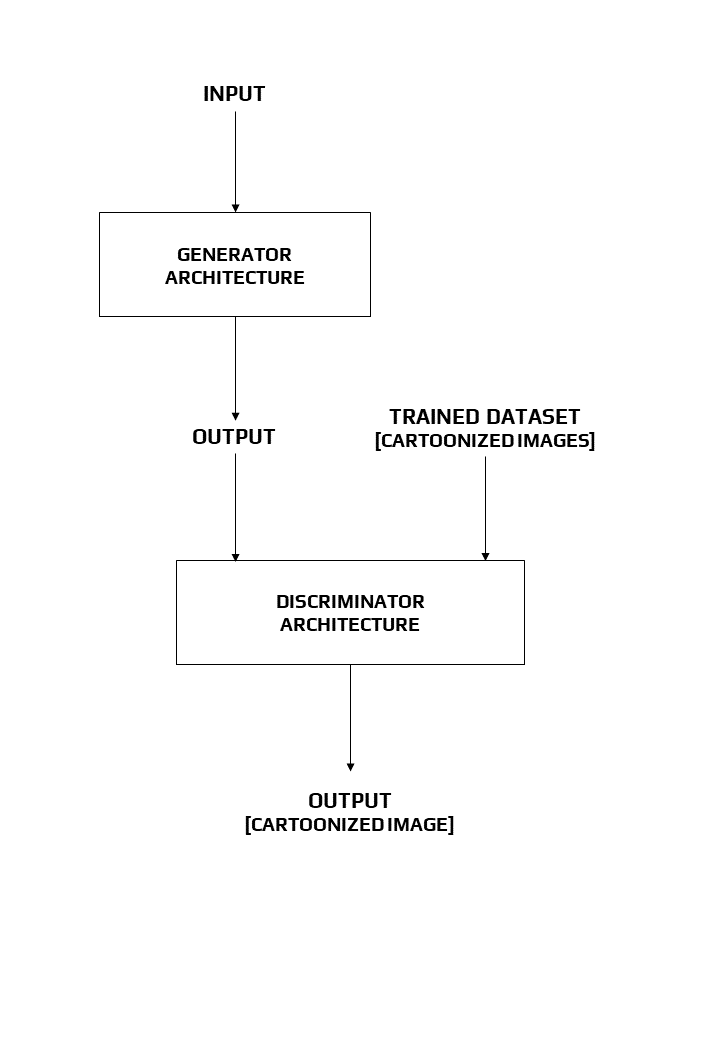 INPUT
GENERATOR
ARCHITECTURE
OUTPUT
TRAINED DATASET
[CARTOONIZED IMAGES]
DISCRIMINATOR
ARCHITECTURE
OUTPUT
[CARTOONIZED IMAGE]